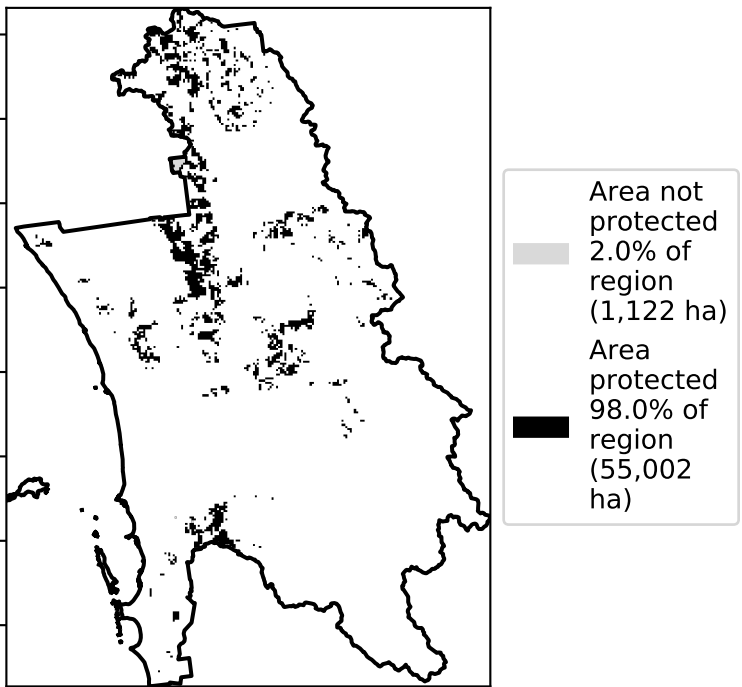 Area not
protected
2.0% of
region
(1,122 ha)
Area
protected
98.0% of
region
(55,002
ha)